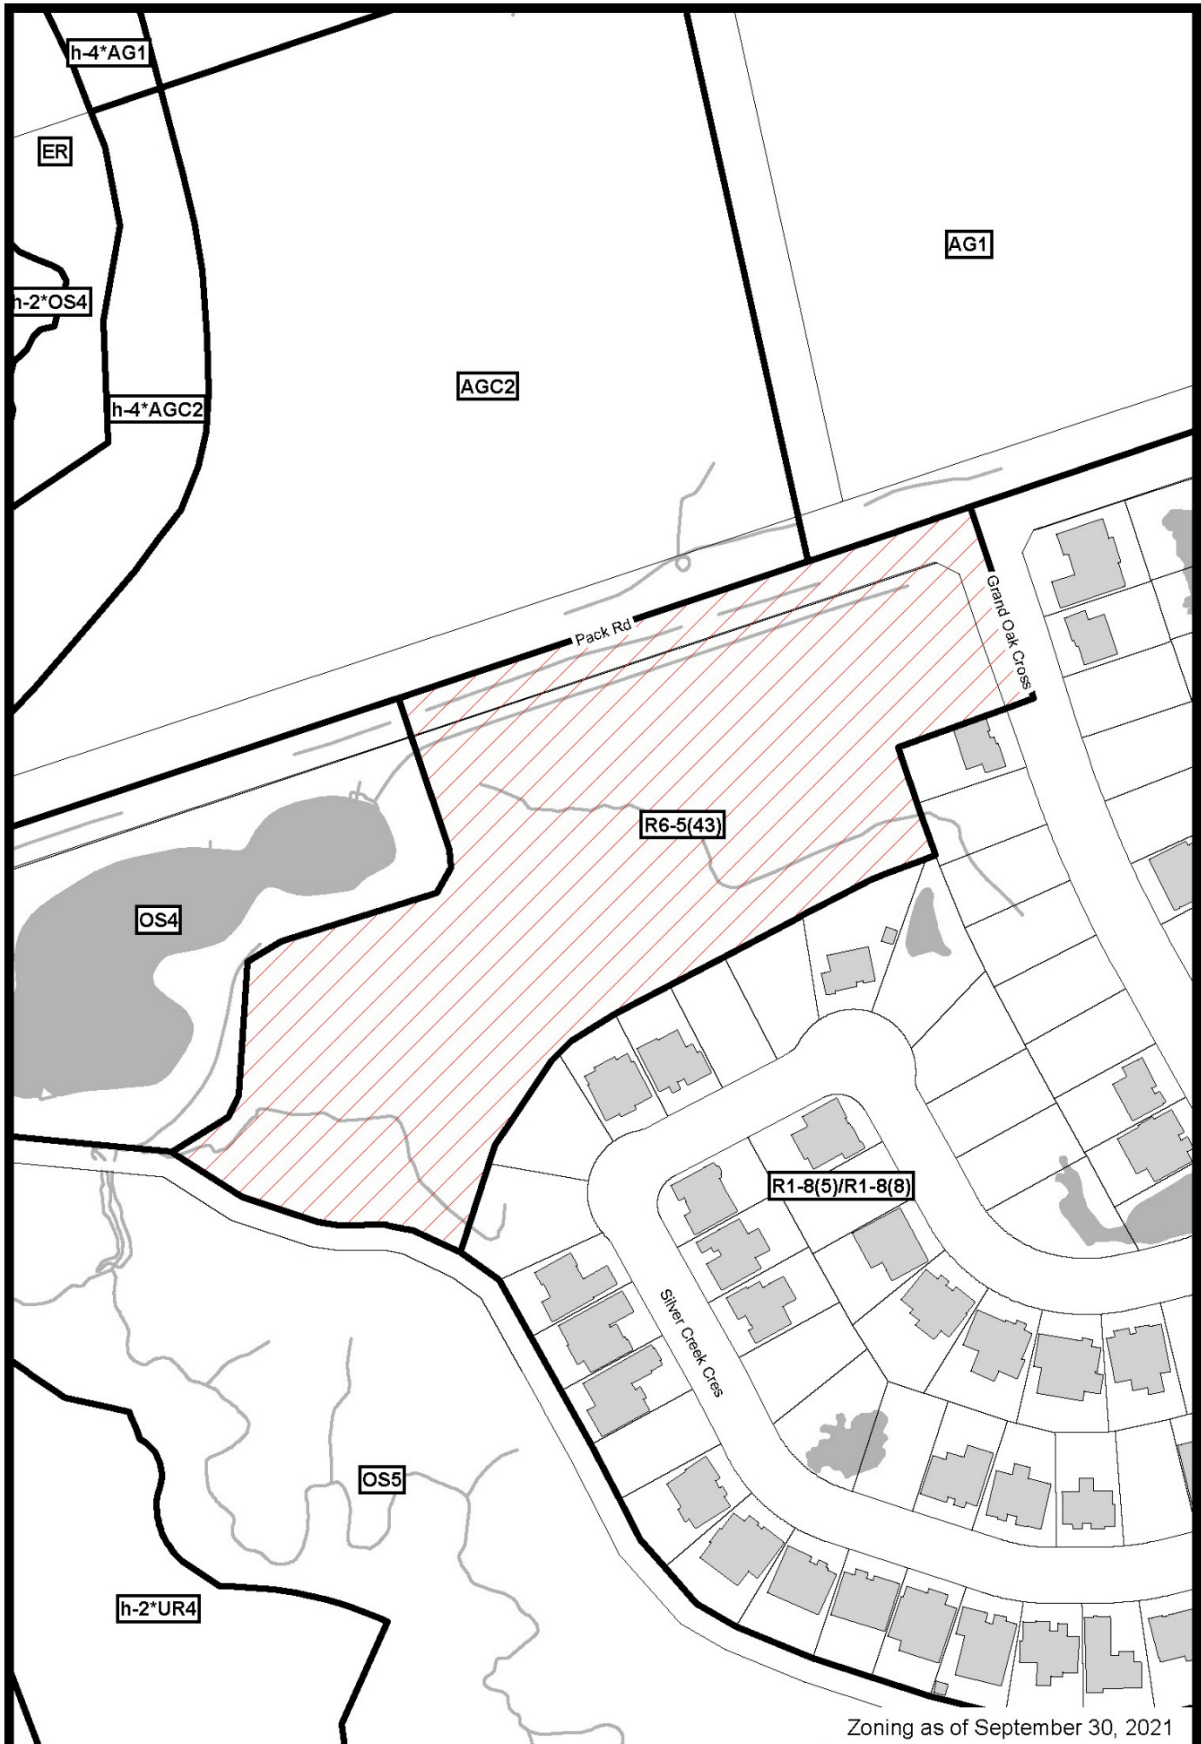 h-4*AG1
ER
AG1
h-2*OS4
AGC2
h-4*AGC2
Grand Oak Cross
Pack Rd
R6-5(43)
OS4
R1-8(5)/R1-8(8)
Silver Creek Cres
OS5
h-2*UR4
Zoning as of September 30, 2021